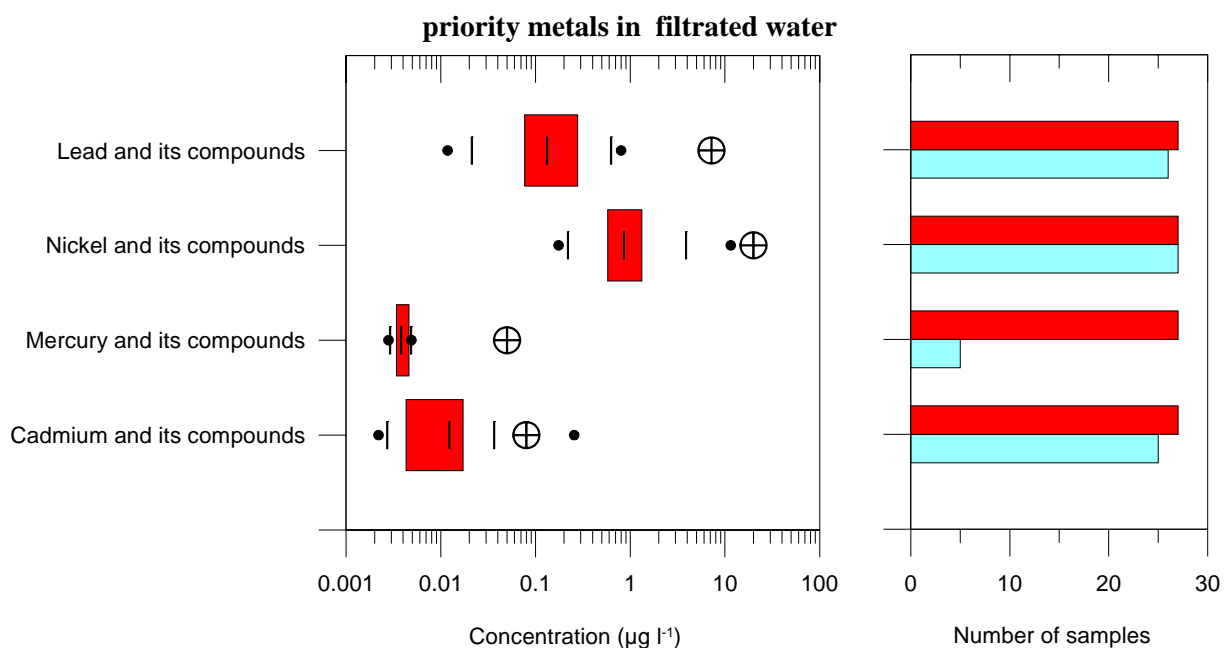 priority metals in  filtrated water
Lead and its compounds
Nickel and its compounds
Mercury and its compounds
Cadmium and its compounds
0.001 0.01 0.1 1 10 100
Concentration (µg l⁻¹)
0 10 20 30
Number of samples